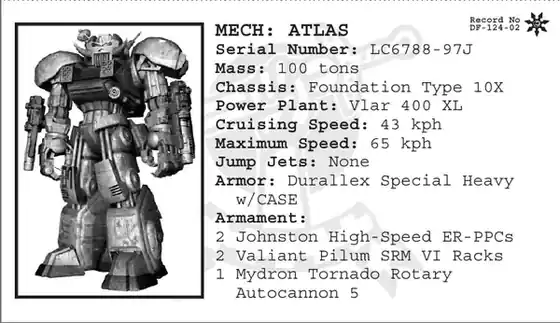 Record No
DF-124-02
MECH: ATLAS
Serial Number: LC6788-97J
Mass: 100 tons
Chassis: Foundation Type 10X
Power Plant: Vlar 400 XL
Cruising Speed: 43 kph
Maximum Speed: 65 kph
Jump Jets: None
Armor: Durallex Special Heavy
w/CASE
Armament:
2 Johnston High-Speed ER-PPCs
2 Valiant Pilum SRM VI Racks
1 Mydron Tornado Rotary
Autocannon 5